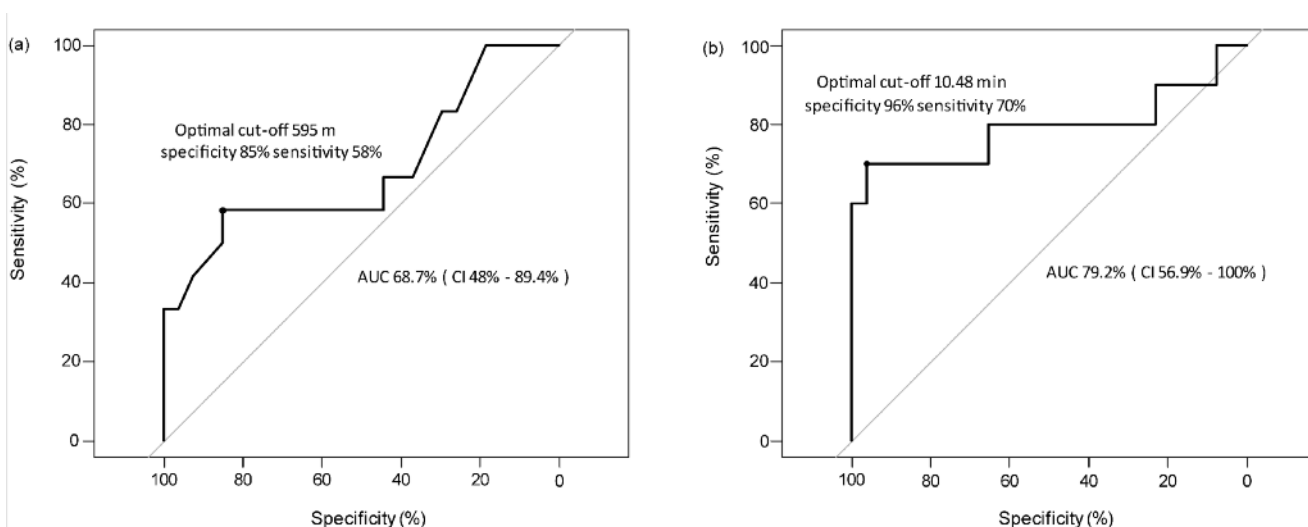 (a)
100
80
60
40
20
0
Sensitivity (%)
Optimal cut-off 595 m
specificity 85% sensitivity 58%
AUC 68.7% ( CI 48% - 89.4% )
100
80
60
40
20
0
Specificity (%)
(b)
100
80
60
40
20
0
Sensitivity (%)
Optimal cut-off 10.48 min
specificity 96% sensitivity 70%
AUC 79.2% ( CI 56.9% - 100% )
100
80
60
40
20
0
Specificity (%)